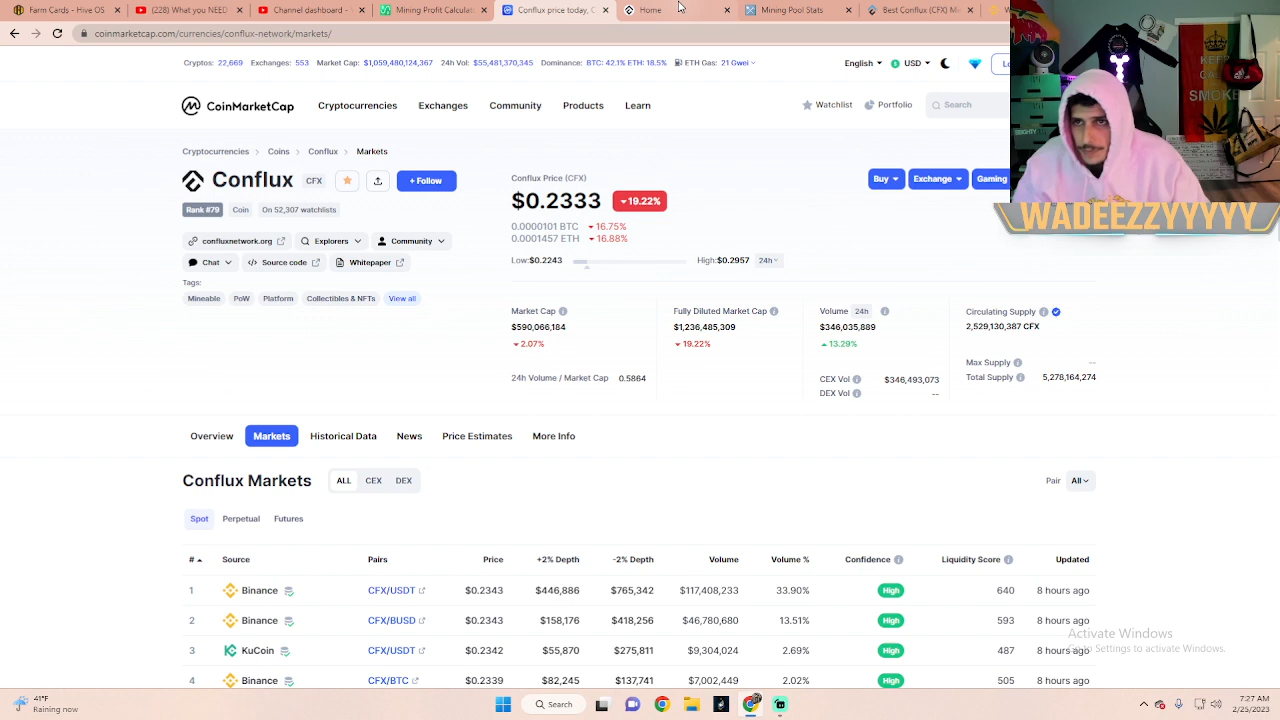 Hive OS
(228) Wadeezzyyyyy
Live Str
Coinflux price today, C
Home
Mining Pool Stats
Best Conflux (CFX) Mi
coinmarketcap.com/currencies/conflux-network/markets/
Cryptos: 22,669 Exchanges: 553 Market Cap: $1,059,480,124,367 24h Vol: $55,481,370,345 Dominance: BTC: 42.1% ETH: 18.5% ETH Gas: 21 Gwei
English USD
CoinMarketCap Cryptocurrencies Exchanges Community Products Learn Watchlist Portfolio Search
Cryptocurrencies Coins Conflux Markets
Conflux CFX + Follow
Rank #79 Coin On 52,307 watchlists
confluxnetwork.org Explorers Community
Chat Source code Whitepaper
Tags:
Mineable PoW Platform Collectibles & NFTs View all
Conflux Price (CFX)
$0.2333 19.22%
0.0000101 BTC 16.75%
0.0001457 ETH 16.88%
Low:$0.2243 High:$0.2957 24h
Buy Exchange Gaming
Market Cap
$590,066,184
2.07%
24h Volume / Market Cap 0.5864
Fully Diluted Market Cap
$1,236,485,309
19.22%
Volume 24h
$346,035,889
13.29%
CEX Vol $346,493,073
DEX Vol --
Circulating Supply
2,529,130,387 CFX
Max Supply --
Total Supply 5,278,164,274
Overview Markets Historical Data News Price Estimates More Info
Conflux Markets ALL CEX DEX Pair All
Spot Perpetual Futures
# Source Pairs Price +2% Depth -2% Depth Volume Volume % Confidence Liquidity Score Updated
1 Binance CFX/USDT $0.2343 $446,886 $765,342 $117,408,233 33.90% High 640 8 hours ago
2 Binance CFX/BUSD $0.2343 $158,176 $418,256 $46,780,680 13.51% High 593 8 hours ago
3 KuCoin CFX/USDT $0.2342 $55,870 $275,811 $9,304,024 2.69% High 487 8 hours ago
4 Binance CFX/BTC $0.2339 $82,245 $137,741 $7,002,449 2.02% High 505 8 hours ago
KEEP
SMOKE
WADEEZZYYYYY
Activate Windows
Go to Settings to activate Windows.
Raining now
Search
7:27 AM
2023